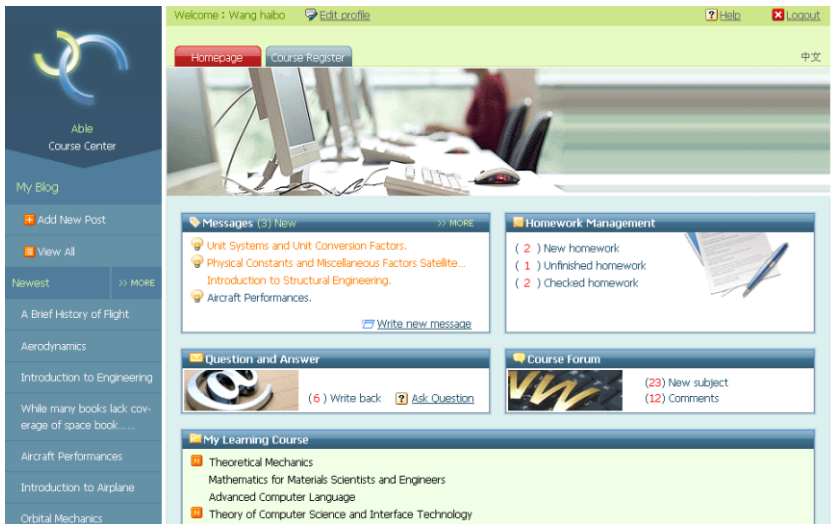 Welcome : Wang haibo
Edit profile
? Help
Logout
Homepage
Course Register
中文
Able
Course Center
My Blog
Add New Post
View All
Newest
>> MORE
A Brief History of Flight
Aerodynamics
Introduction to Engineering
While many books lack cov-
erage of space book......
Aircraft Performances
Introduction to Airplane
Orbital Mechanics
Messages (3) New
>> MORE
Unit Systems and Unit Conversion Factors.
Physical Constants and Miscellaneous Factors Satellite...
Introduction to Structural Engineering.
Aircraft Performances.
Write new message
Homework Management
( 2 ) New homework
( 1 ) Unfinished homework
( 2 ) Checked homework
Question and Answer
(6 ) Write back
? Ask Question
Course Forum
(23) New subject
(12) Comments
My Learning Course
H Theoretical Mechanics
Mathematics for Materials Scientists and Engineers
Advanced Computer Language
H Theory of Computer Science and Interface Technology